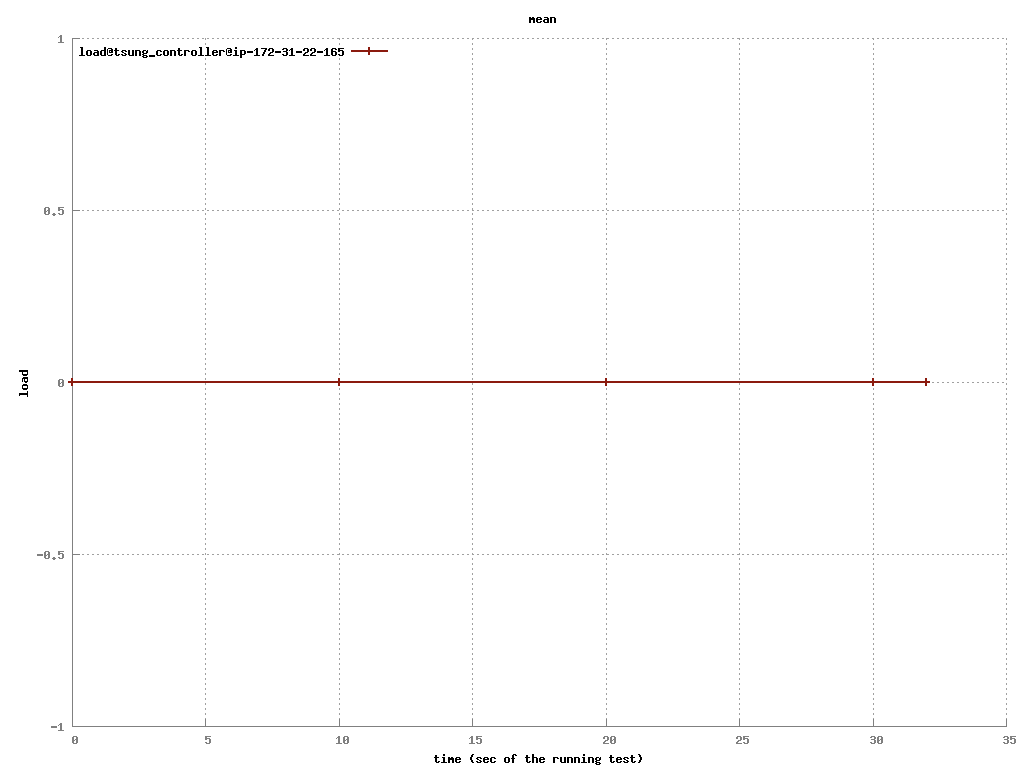 mean
load@tsung_controller@ip-172-31-22-165
1
0.5
0
-0.5
-1
load
0 5 10 15 20 25 30 35
time (sec of the running test)